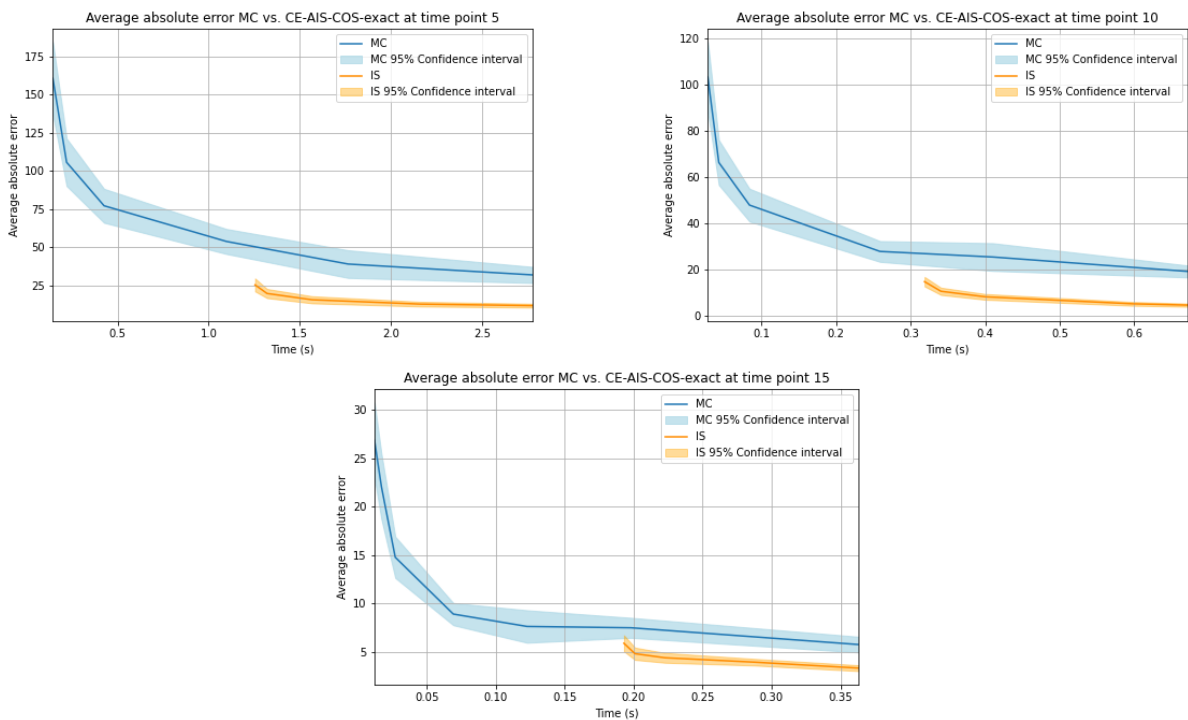 Average absolute error MC vs. CE-AIS-COS-exact at time point 5
MC
MC 95% Confidence interval
IS
IS 95% Confidence interval
175
150
125
100
75
50
25
Average absolute error
0.5
1.0
1.5
2.0
2.5
Time (s)
Average absolute error MC vs. CE-AIS-COS-exact at time point 10
MC
MC 95% Confidence interval
IS
IS 95% Confidence interval
120
100
80
60
40
20
0
Average absolute error
0.1
0.2
0.3
0.4
0.5
0.6
Time (s)
Average absolute error MC vs. CE-AIS-COS-exact at time point 15
MC
MC 95% Confidence interval
IS
IS 95% Confidence interval
30
25
20
15
10
5
Average absolute error
0.05
0.10
0.15
0.20
0.25
0.30
0.35
Time (s)